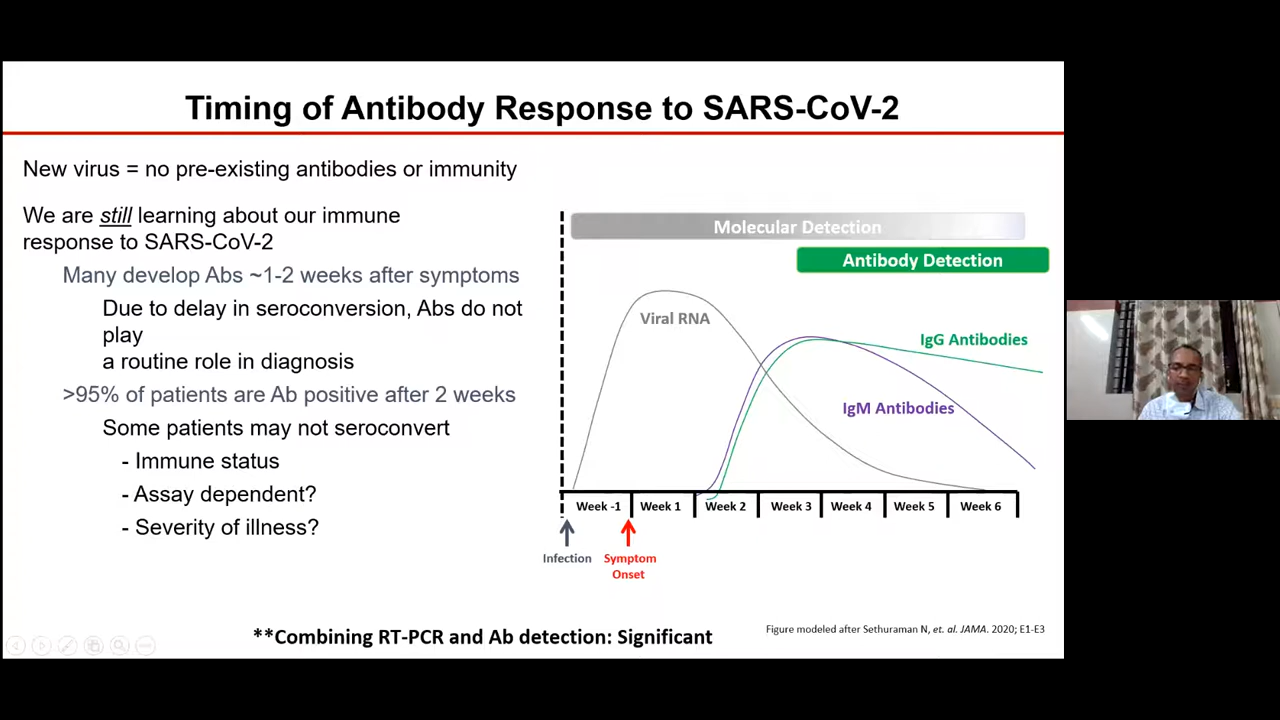 Timing of Antibody Response to SARS-CoV-2
New virus = no pre-existing antibodies or immunity
We are still learning about our immune
response to SARS-CoV-2
Many develop Abs ~1-2 weeks after symptoms
Due to delay in seroconversion, Abs do not
play
a routine role in diagnosis
>95% of patients are Ab positive after 2 weeks
Some patients may not seroconvert
- Immune status
- Assay dependent?
- Severity of illness?
Molecular Detection
Antibody Detection
Viral RNA
IgG Antibodies
IgM Antibodies
Week -1 Week 1 Week 2 Week 3 Week 4 Week 5 Week 6
Infection
Symptom
Onset
**Combining RT-PCR and Ab detection: Significant
Figure modeled after Sethuraman N, et. al. JAMA. 2020; E1-E3